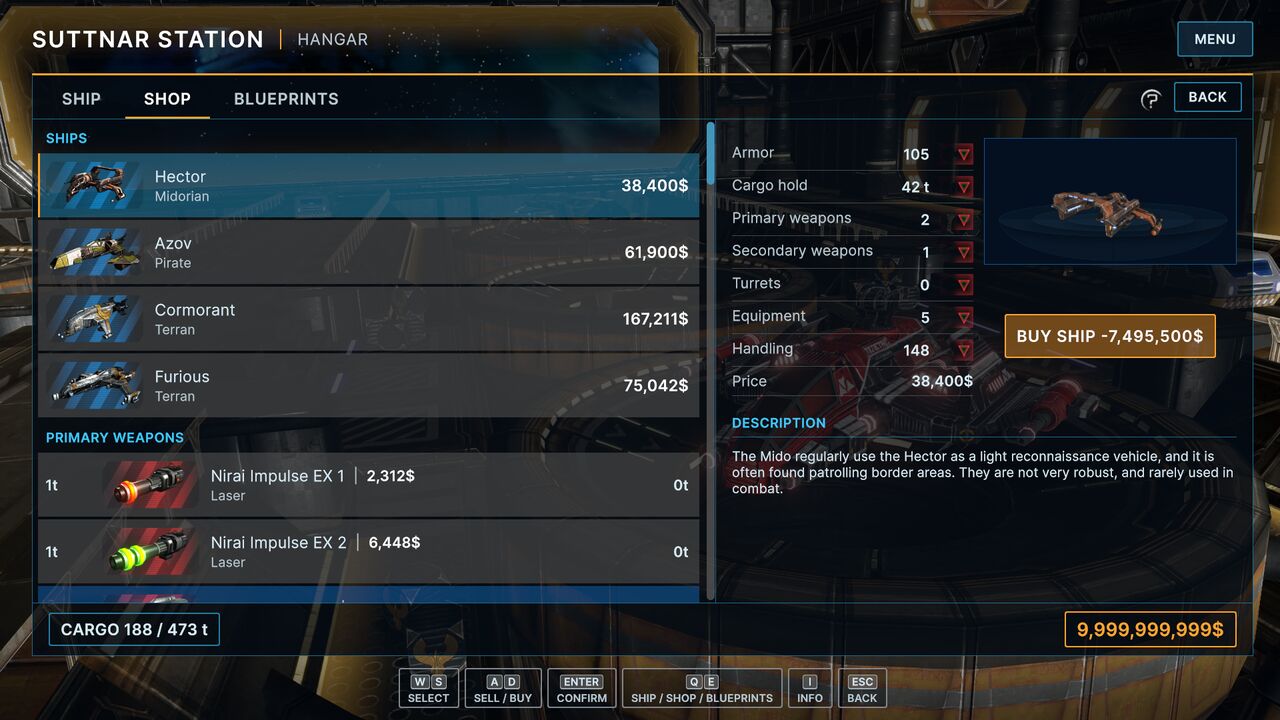 SUTTNAR STATION | HANGAR
MENU
SHIP SHOP BLUEPRINTS
? BACK
SHIPS
Hector
Midorian
38,400$
Azov
Pirate
61,900$
Cormorant
Terran
167,211$
Furious
Terran
75,042$
PRIMARY WEAPONS
1t
Nirai Impulse EX 1 | 2,312$
Laser
0t
1t
Nirai Impulse EX 2 | 6,448$
Laser
0t
Armor 105
Cargo hold 42 t
Primary weapons 2
Secondary weapons 1
Turrets 0
Equipment 5
Handling 148
Price 38,400$
BUY SHIP -7,495,500$
DESCRIPTION
The Mido regularly use the Hector as a light reconnaissance vehicle, and it is
often found patrolling border areas. They are not very robust, and rarely used in
combat.
CARGO 188 / 473 t
9,999,999,999$
W S
SELECT
A D
SELL / BUY
ENTER
CONFIRM
Q E
SHIP / SHOP / BLUEPRINTS
I
INFO
ESC
BACK